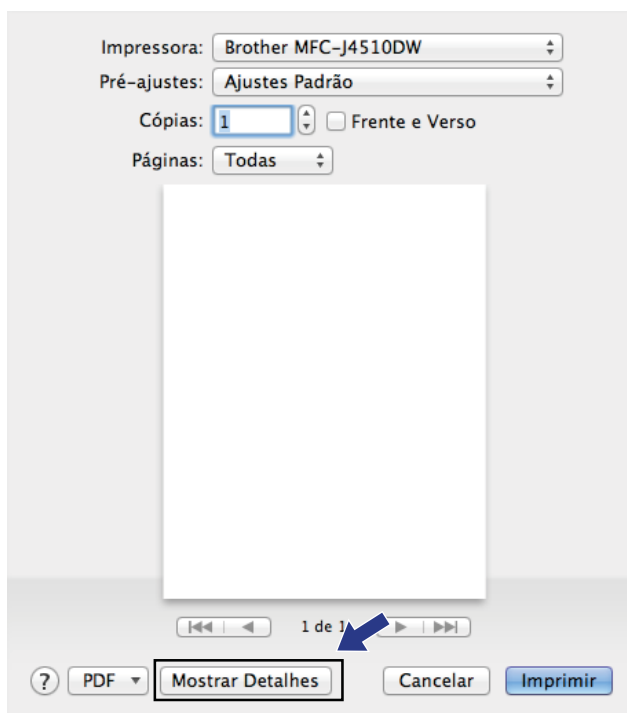 Impressora: Brother MFC-J4510DW
Pré-ajustes: Ajustes Padrão
Cópias: 1 Frente e Verso
Páginas: Todas
1 de
? PDF Mostrar Detalhes Cancelar Imprimir